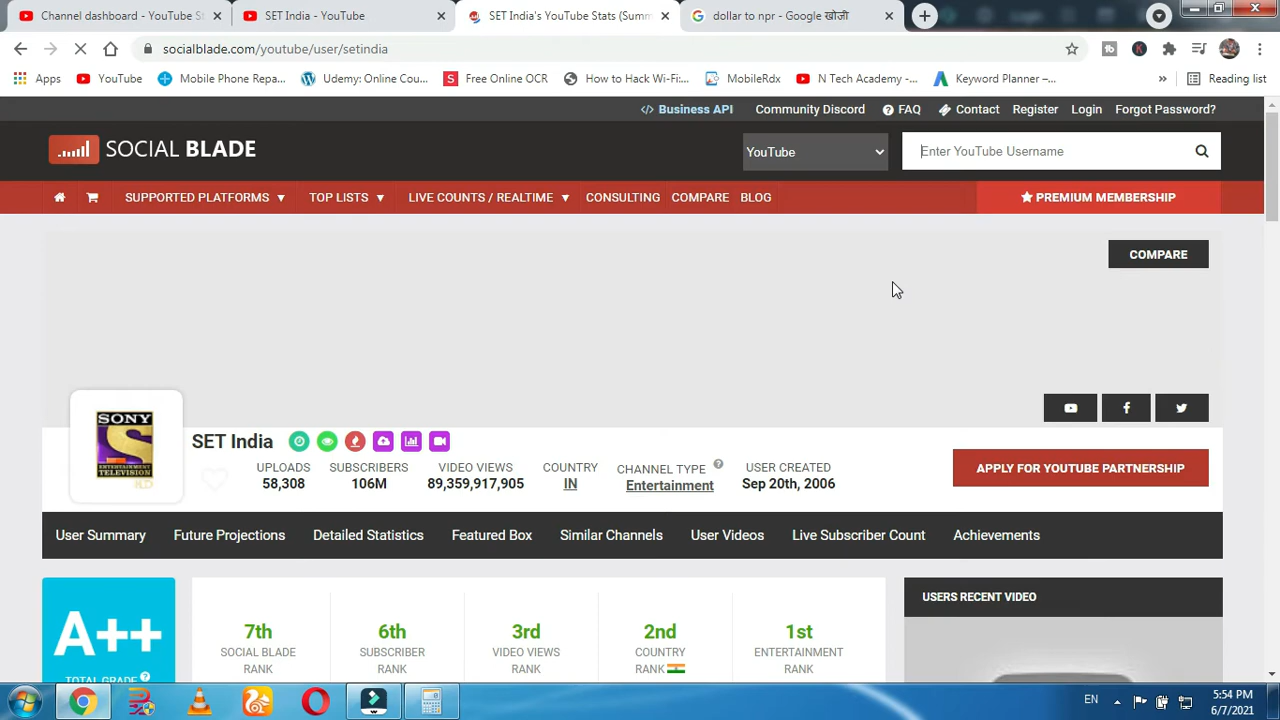 Channel dashboard - YouTube St
SET India - YouTube
SET India's YouTube Stats (Summ
dollar to npr - Google खोजी
socialblade.com/youtube/user/setindia
Apps
YouTube
Mobile Phone Repa...
Udemy: Online Cou...
Free Online OCR
How to Hack Wi-Fi:...
MobileRdx
N Tech Academy -...
Keyword Planner –...
»
Reading list
</> Business API
Community Discord
FAQ
Contact
Register
Login
Forgot Password?
SOCIAL BLADE
YouTube
Enter YouTube Username
SUPPORTED PLATFORMS
TOP LISTS
LIVE COUNTS / REALTIME
CONSULTING
COMPARE
BLOG
PREMIUM MEMBERSHIP
COMPARE
SONY
ENTERTAINMENT
TELEVISION
SET India
UPLOADS
58,308
SUBSCRIBERS
106M
VIDEO VIEWS
89,359,917,905
COUNTRY
IN
CHANNEL TYPE
Entertainment
USER CREATED
Sep 20th, 2006
APPLY FOR YOUTUBE PARTNERSHIP
User Summary
Future Projections
Detailed Statistics
Featured Box
Similar Channels
User Videos
Live Subscriber Count
Achievements
A++
TOTAL GRADE
7th
SOCIAL BLADE
RANK
6th
SUBSCRIBER
RANK
3rd
VIDEO VIEWS
RANK
2nd
COUNTRY
RANK
1st
ENTERTAINMENT
RANK
USERS RECENT VIDEO
EN
5:54 PM
6/7/2021